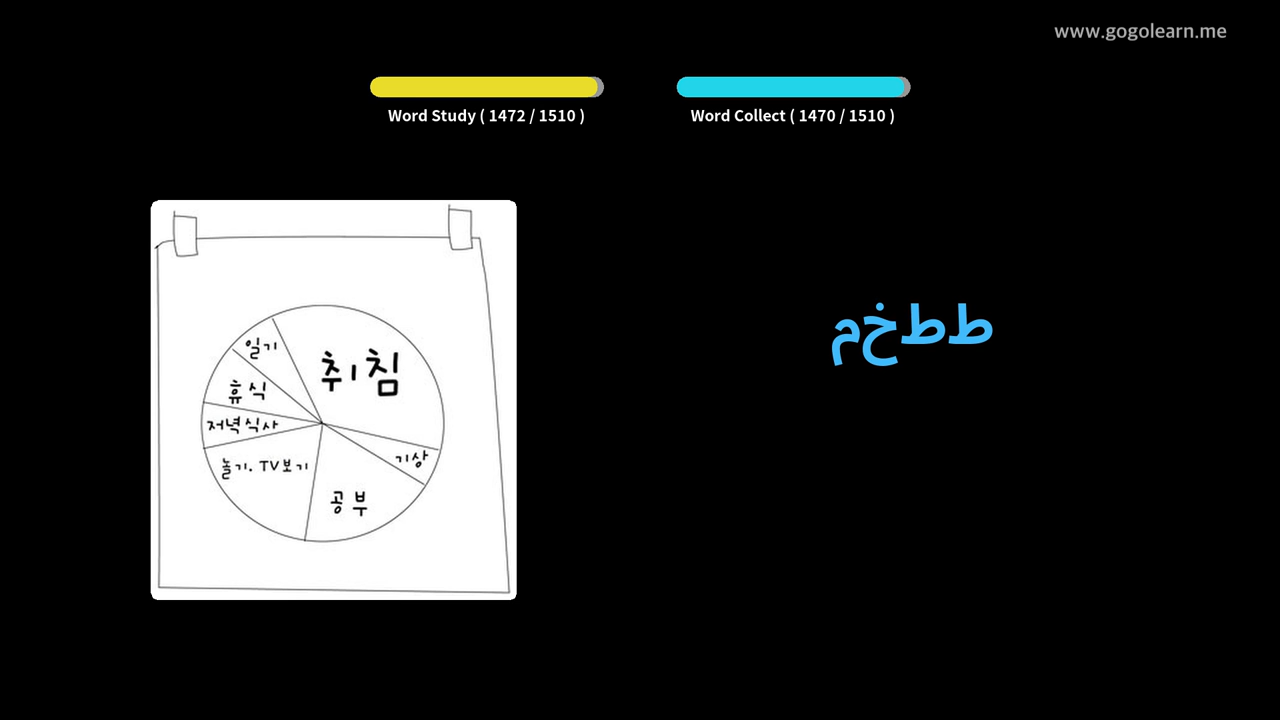 www.gogolearn.me
Word Study ( 1472 / 1510 )
Word Collect ( 1470 / 1510 )
일기
취침
휴식
저녁식사
놀기. TV보기
기상
공부
ططخم